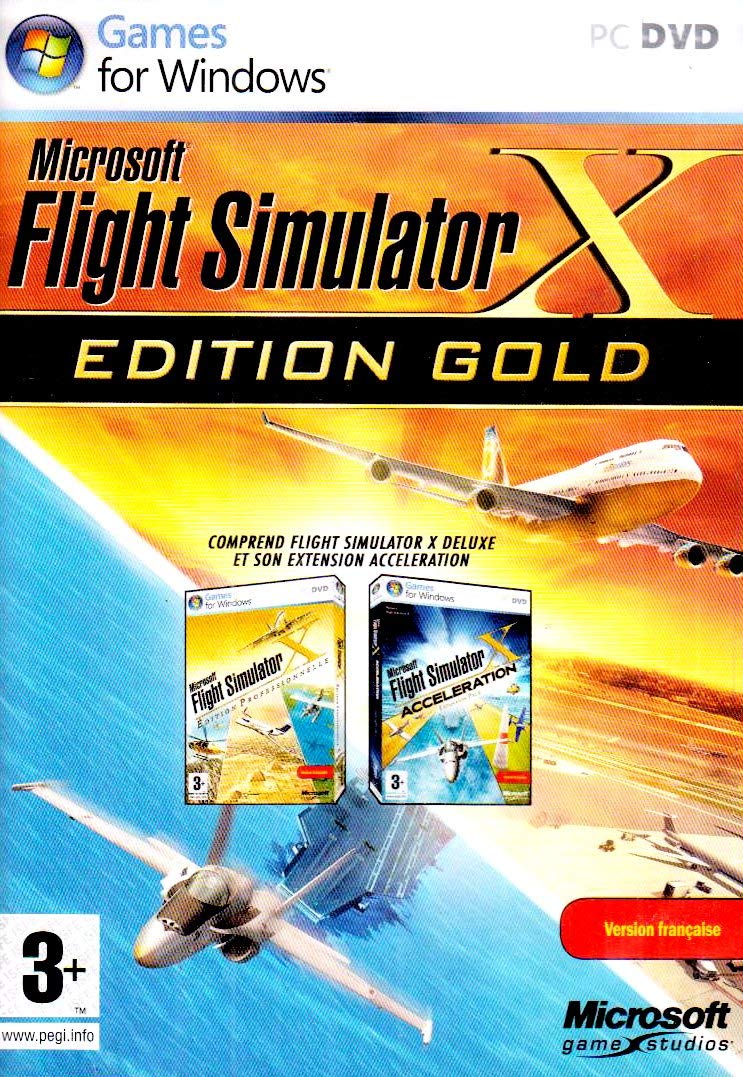 Games
for Windows
PC DVD
Microsoft
Flight Simulator X
EDITION GOLD
COMPREND FLIGHT SIMULATOR X DELUXE
ET SON EXTENSION ACCELERATION
Games
for Windows
DVD
Microsoft
Flight Simulator X
EDITION PROFESSIONNELLE
3+
Microsoft
Games
for Windows
DVD
Microsoft
Flight Simulator X
ACCELERATION
3+
Microsoft
Version française
3+
TM
www.pegi.info
Microsoft
game studios